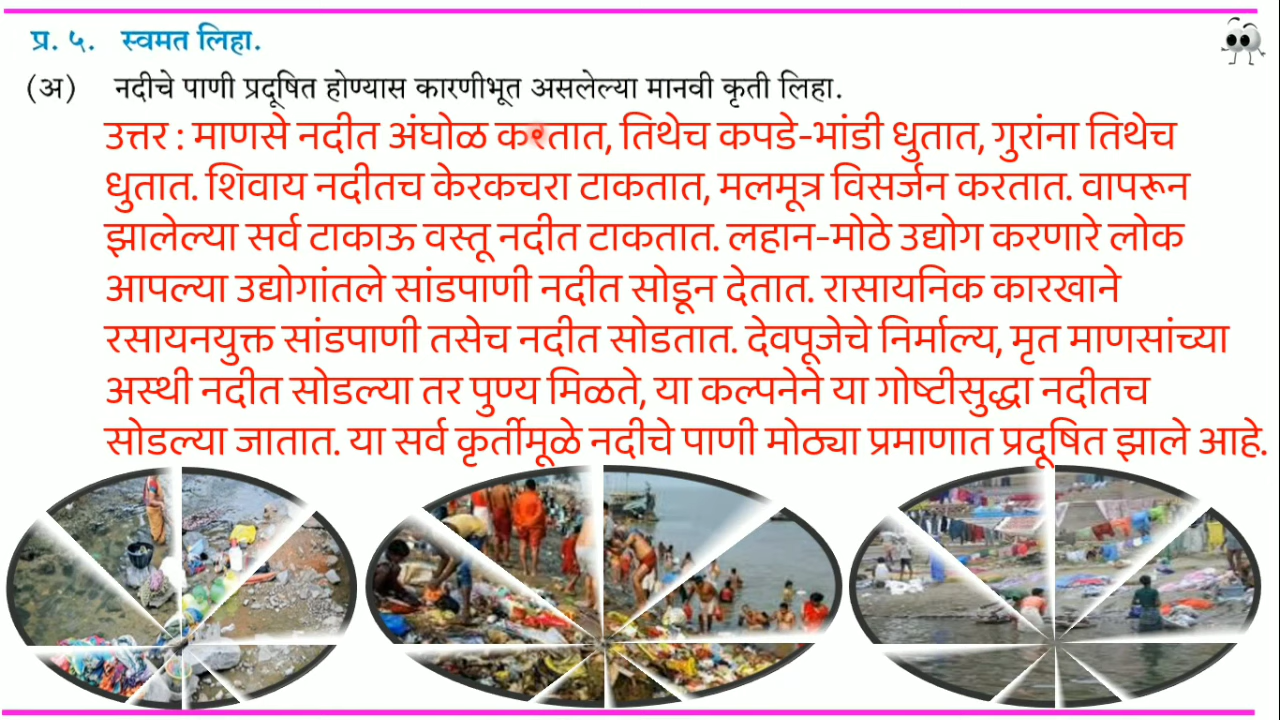 प्र. ५. स्वमत लिहा.
(अ) नदीचे पाणी प्रदूषित होण्यास कारणीभूत असलेल्या मानवी कृती लिहा.
उत्तर : माणसे नदीत अंघोळ करतात, तिथेच कपडे-भांडी धुतात, गुरांना तिथेच
धुतात. शिवाय नदीतच केरकचरा टाकतात, मलमूत्र विसर्जन करतात. वापरून
झालेल्या सर्व टाकाऊ वस्तू नदीत टाकतात. लहान-मोठे उद्योग करणारे लोक
आपल्या उद्योगांतले सांडपाणी नदीत सोडून देतात. रासायनिक कारखाने
रसायनयुक्त सांडपाणी तसेच नदीत सोडतात. देवपूजेचे निर्माल्य, मृत माणसांच्या
अस्थी नदीत सोडल्या तर पुण्य मिळते, या कल्पनेने या गोष्टीसुद्धा नदीतच
सोडल्या जातात. या सर्व कृर्तीमूळे नदीचे पाणी मोठ्या प्रमाणात प्रदूषित झाले आहे.